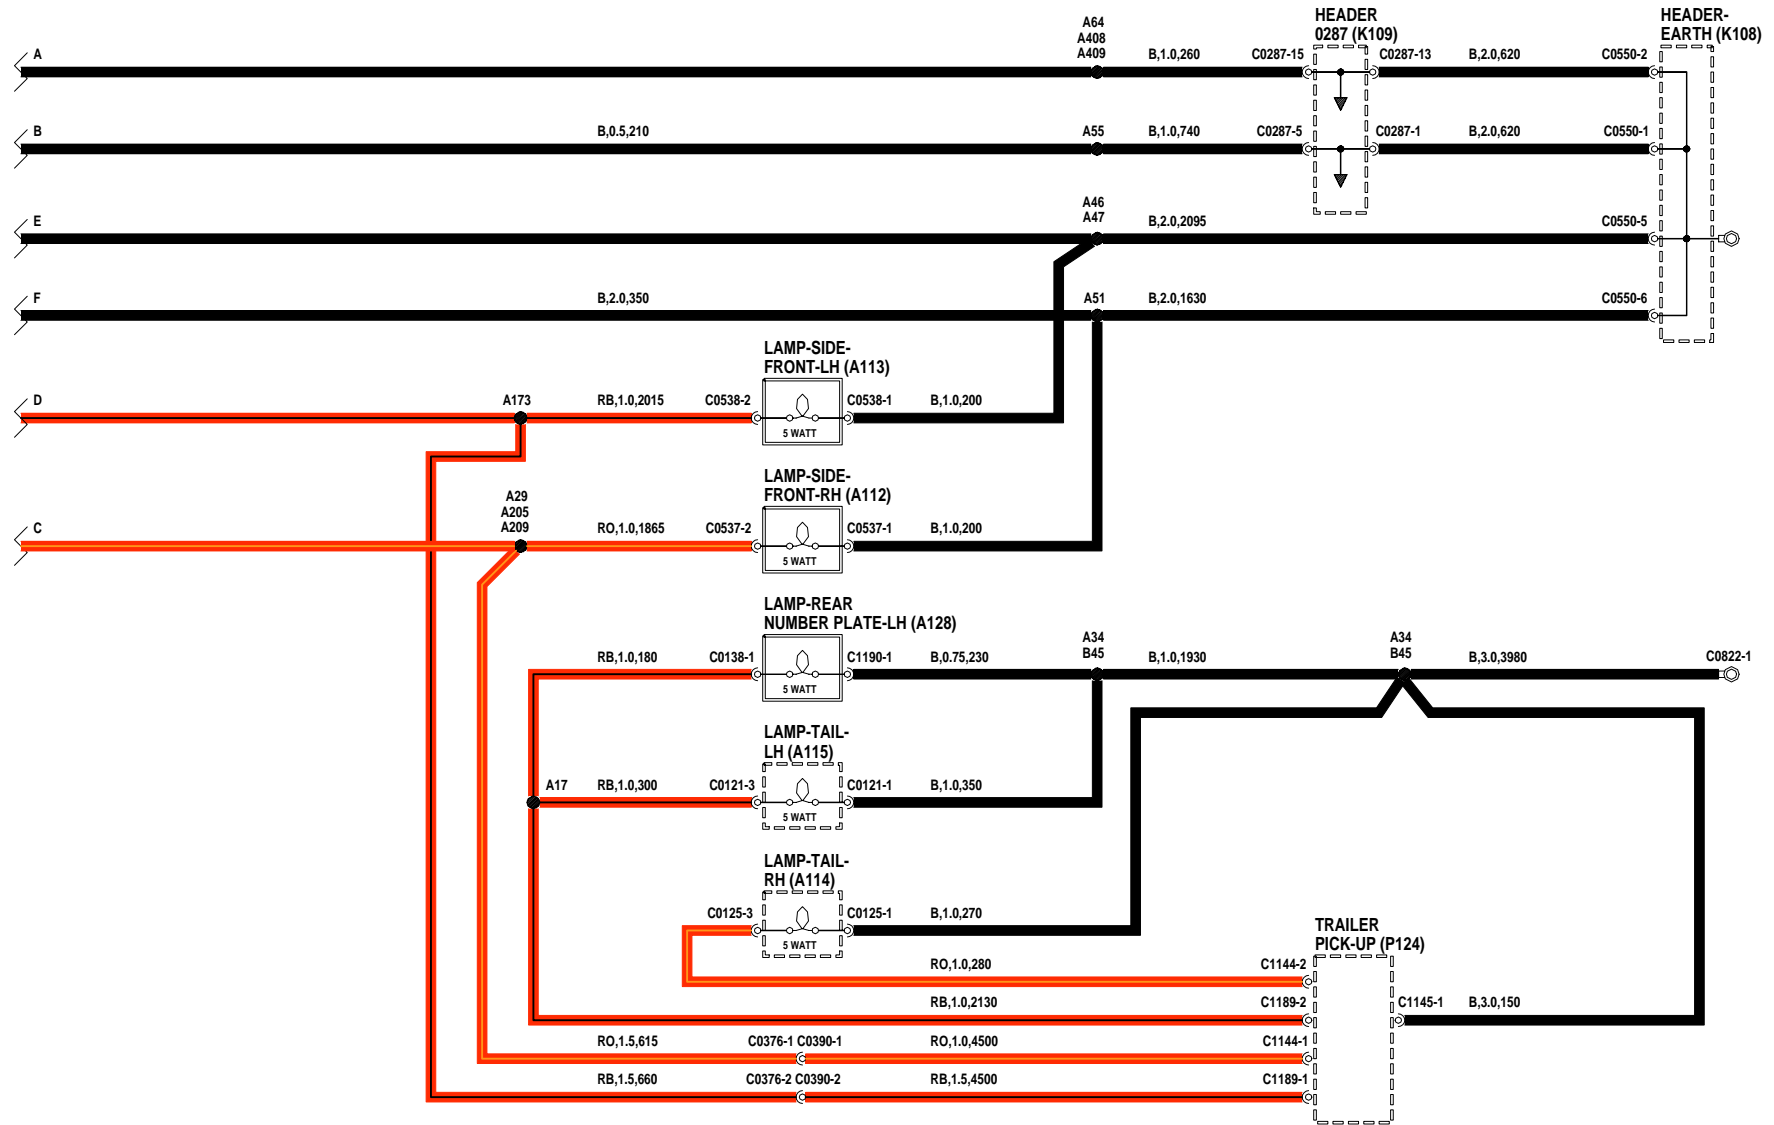 HEADER
0287 (K109)
HEADER-
EARTH (K108)
A64
A408
A409
A
B,1.0,260
C0287-15
C0287-13
B,2.0,620
C0550-2
B
B,0.5,210
A55
B,1.0,740
C0287-5
C0287-1
B,2.0,620
C0550-1
A46
A47
E
B,2.0,2095
C0550-5
F
B,2.0,350
A51
B,2.0,1630
C0550-6
LAMP-SIDE-
FRONT-LH (A113)
D
A173
RB,1.0,2015
C0538-2
C0538-1
B,1.0,200
5 WATT
LAMP-SIDE-
FRONT-RH (A112)
A29
A205
A209
C
RO,1.0,1865
C0537-2
C0537-1
B,1.0,200
5 WATT
LAMP-REAR
NUMBER PLATE-LH (A128)
A34
B45
A34
B45
RB,1.0,180
C0138-1
C1190-1
B,0.75,230
B,1.0,1930
B,3.0,3980
C0822-1
5 WATT
LAMP-TAIL-
LH (A115)
A17
RB,1.0,300
C0121-3
C0121-1
B,1.0,350
5 WATT
LAMP-TAIL-
RH (A114)
C0125-3
C0125-1
B,1.0,270
5 WATT
TRAILER
PICK-UP (P124)
RO,1.0,280
C1144-2
RB,1.0,2130
C1189-2
C1145-1
B,3.0,150
RO,1.5,615
C0376-1 C0390-1
RO,1.0,4500
C1144-1
RB,1.5,660
C0376-2 C0390-2
RB,1.5,4500
C1189-1